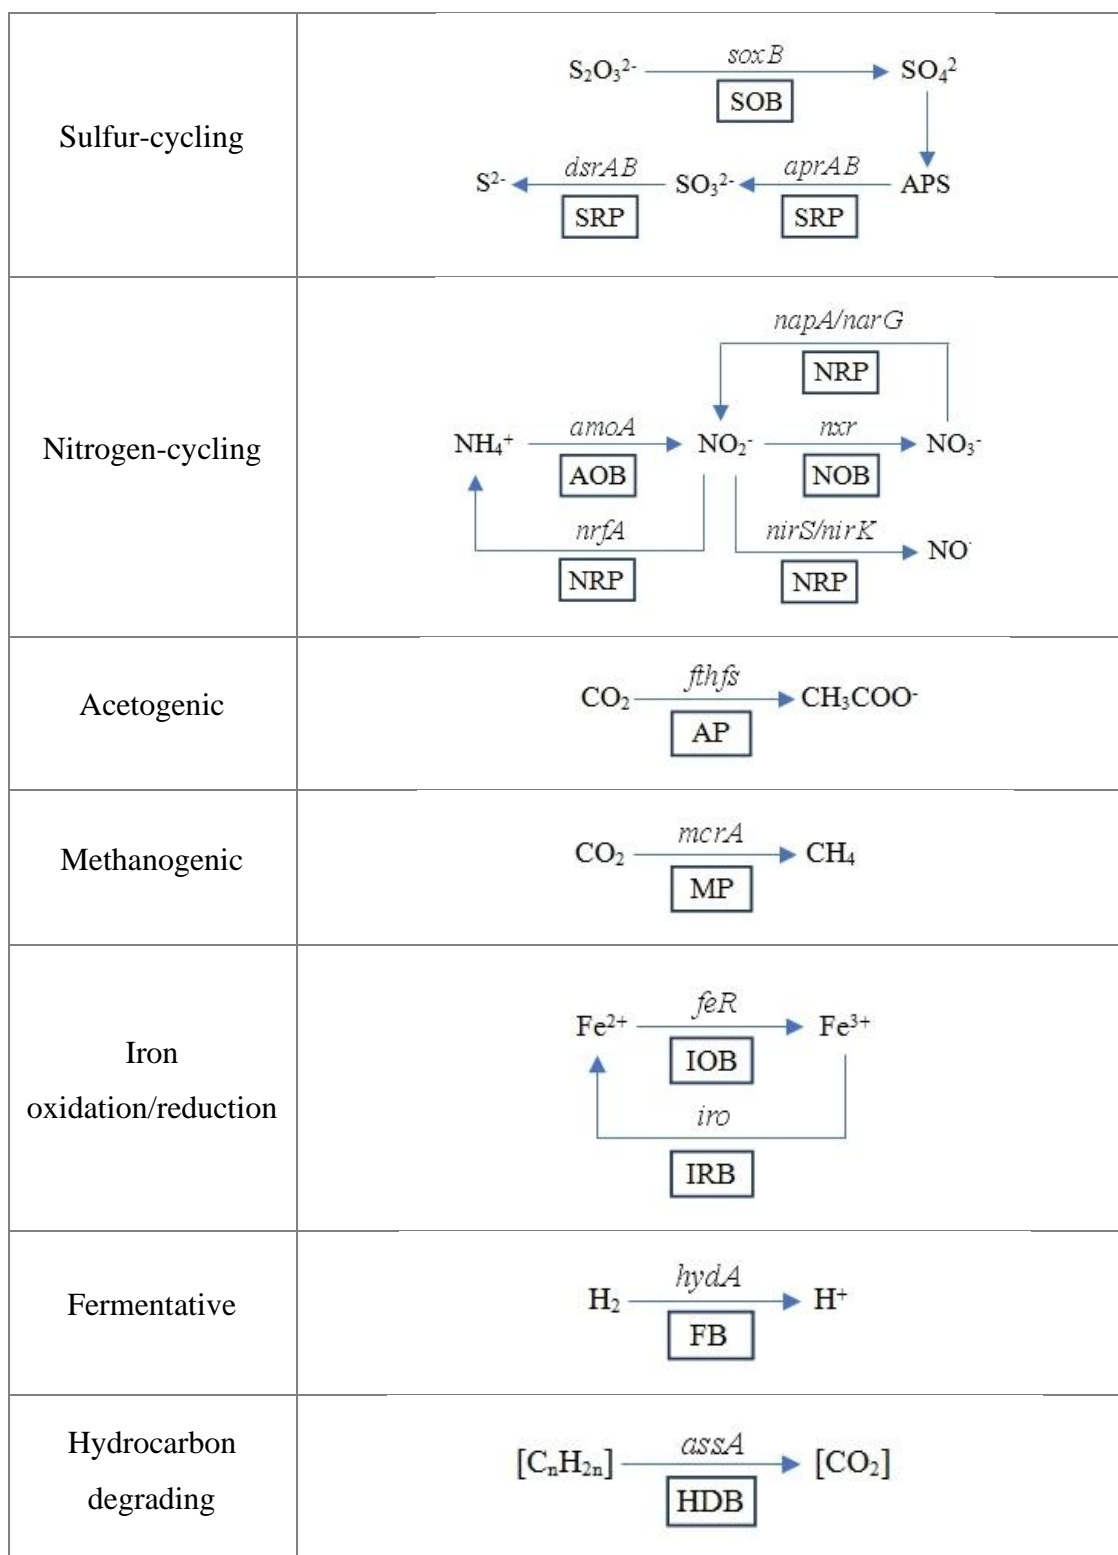 Sulfur-cycling
soxB
S₂O₃²⁻ SO₄²
SOB
dsrAB aprAB
S²⁻ SO₃²⁻ APS
SRP SRP
Nitrogen-cycling
napA/narG
NRP
amoA nxr
NH₄⁺ NO₂⁻ NO₃⁻
AOB NOB
nrfA nirS/nirK
NO·
NRP NRP
Acetogenic
fthfs
CO₂ CH₃COO⁻
AP
Methanogenic
mcrA
CO₂ CH₄
MP
Iron
oxidation/reduction
feR
Fe²⁺ Fe³⁺
IOB
iro
IRB
Fermentative
hydA
H₂ H⁺
FB
Hydrocarbon
degrading
assA
[CₙH₂ₙ] [CO₂]
HDB